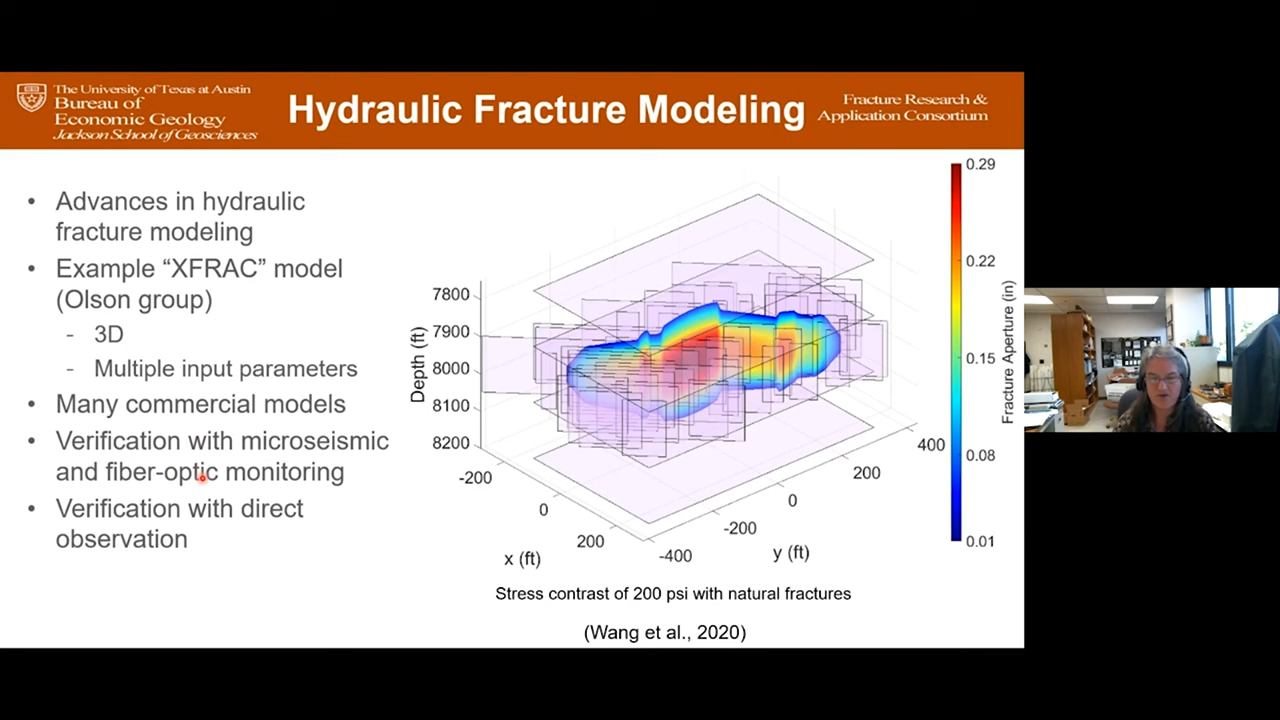 The University of Texas at Austin
Bureau of
Economic Geology
Jackson School of Geosciences
Hydraulic Fracture Modeling
Fracture Research &
Application Consortium
• Advances in hydraulic
fracture modeling
• Example “XFRAC” model
(Olson group)
- 3D
- Multiple input parameters
• Many commercial models
• Verification with microseismic
and fiber-optic monitoring
• Verification with direct
observation
Depth (ft)
7800
7900
8000
8100
8200
-200
0
200
x (ft)
-400
-200
0
200
400
y (ft)
0.29
0.22
0.15
0.08
0.01
Fracture Aperture (in)
Stress contrast of 200 psi with natural fractures
(Wang et al., 2020)